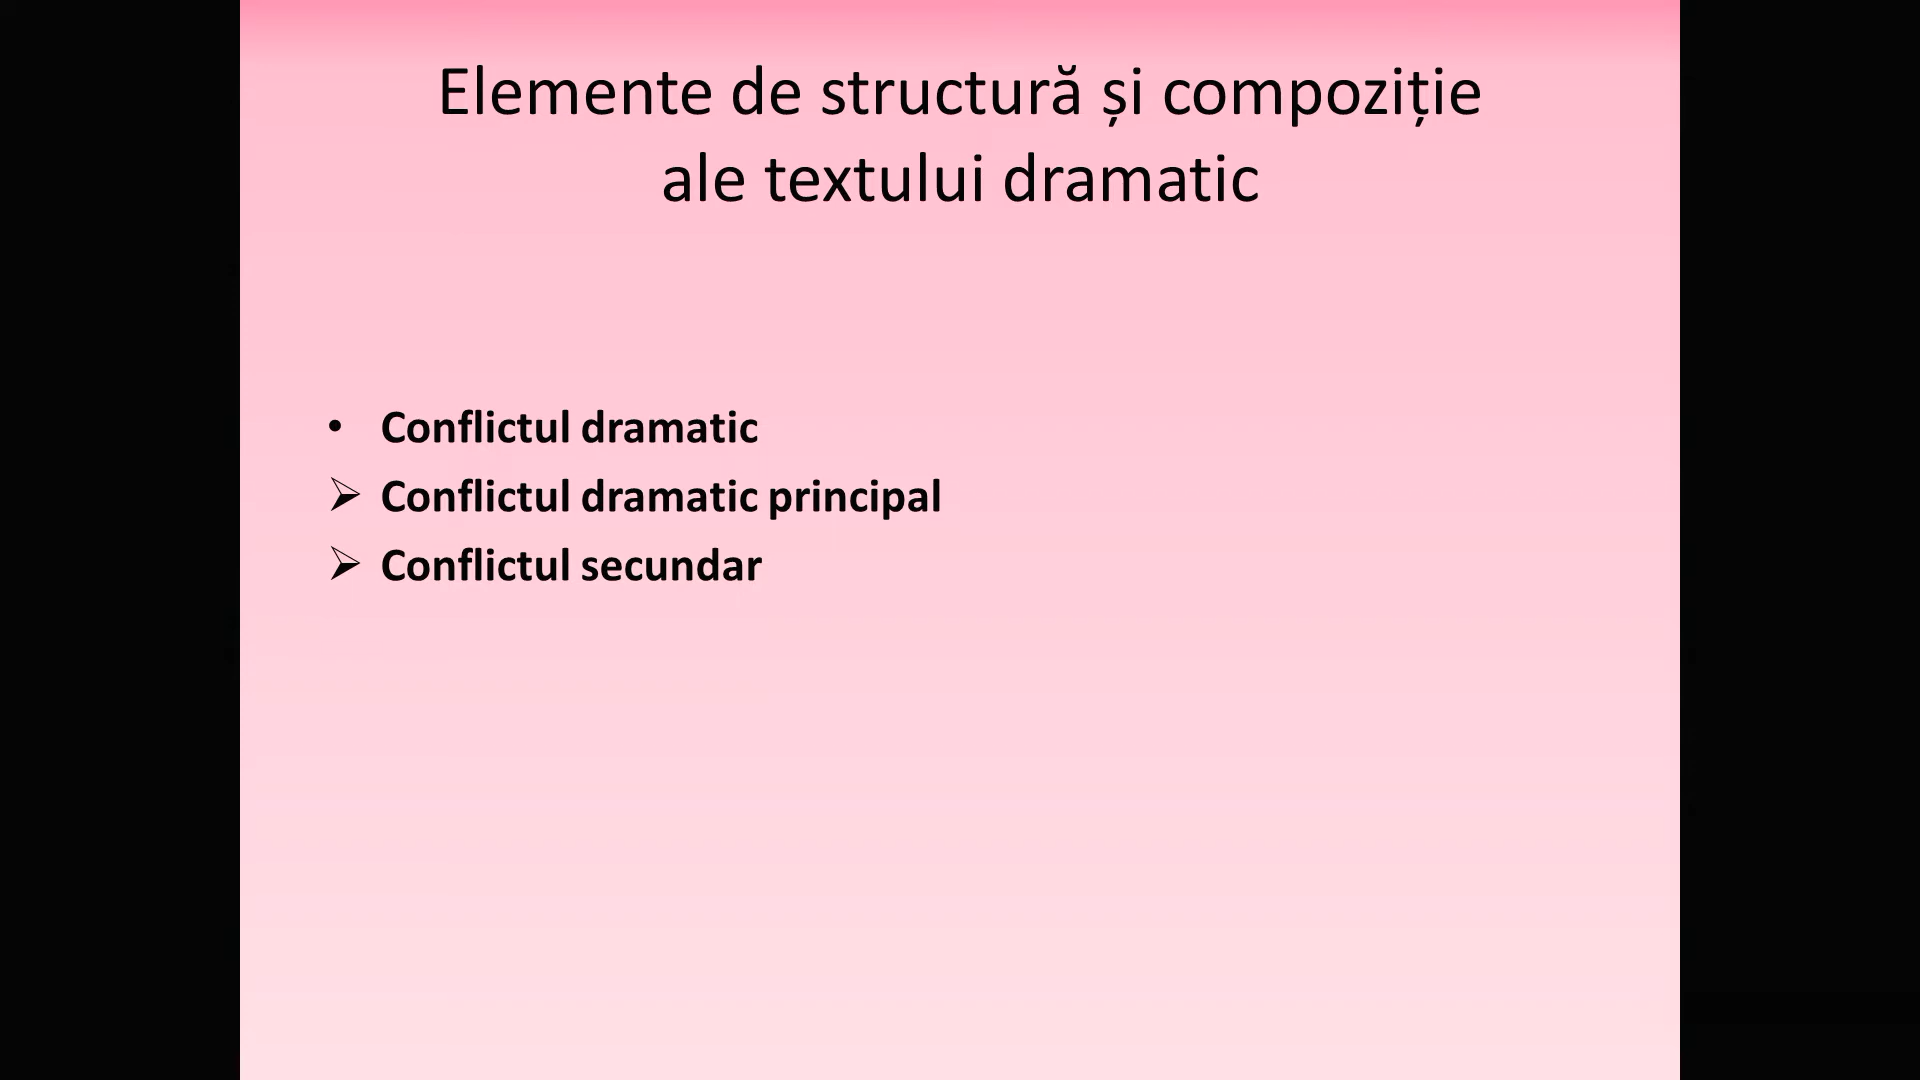 Elemente de structură și compoziție
ale textului dramatic
• Conflictul dramatic
➢ Conflictul dramatic principal
➢ Conflictul secundar